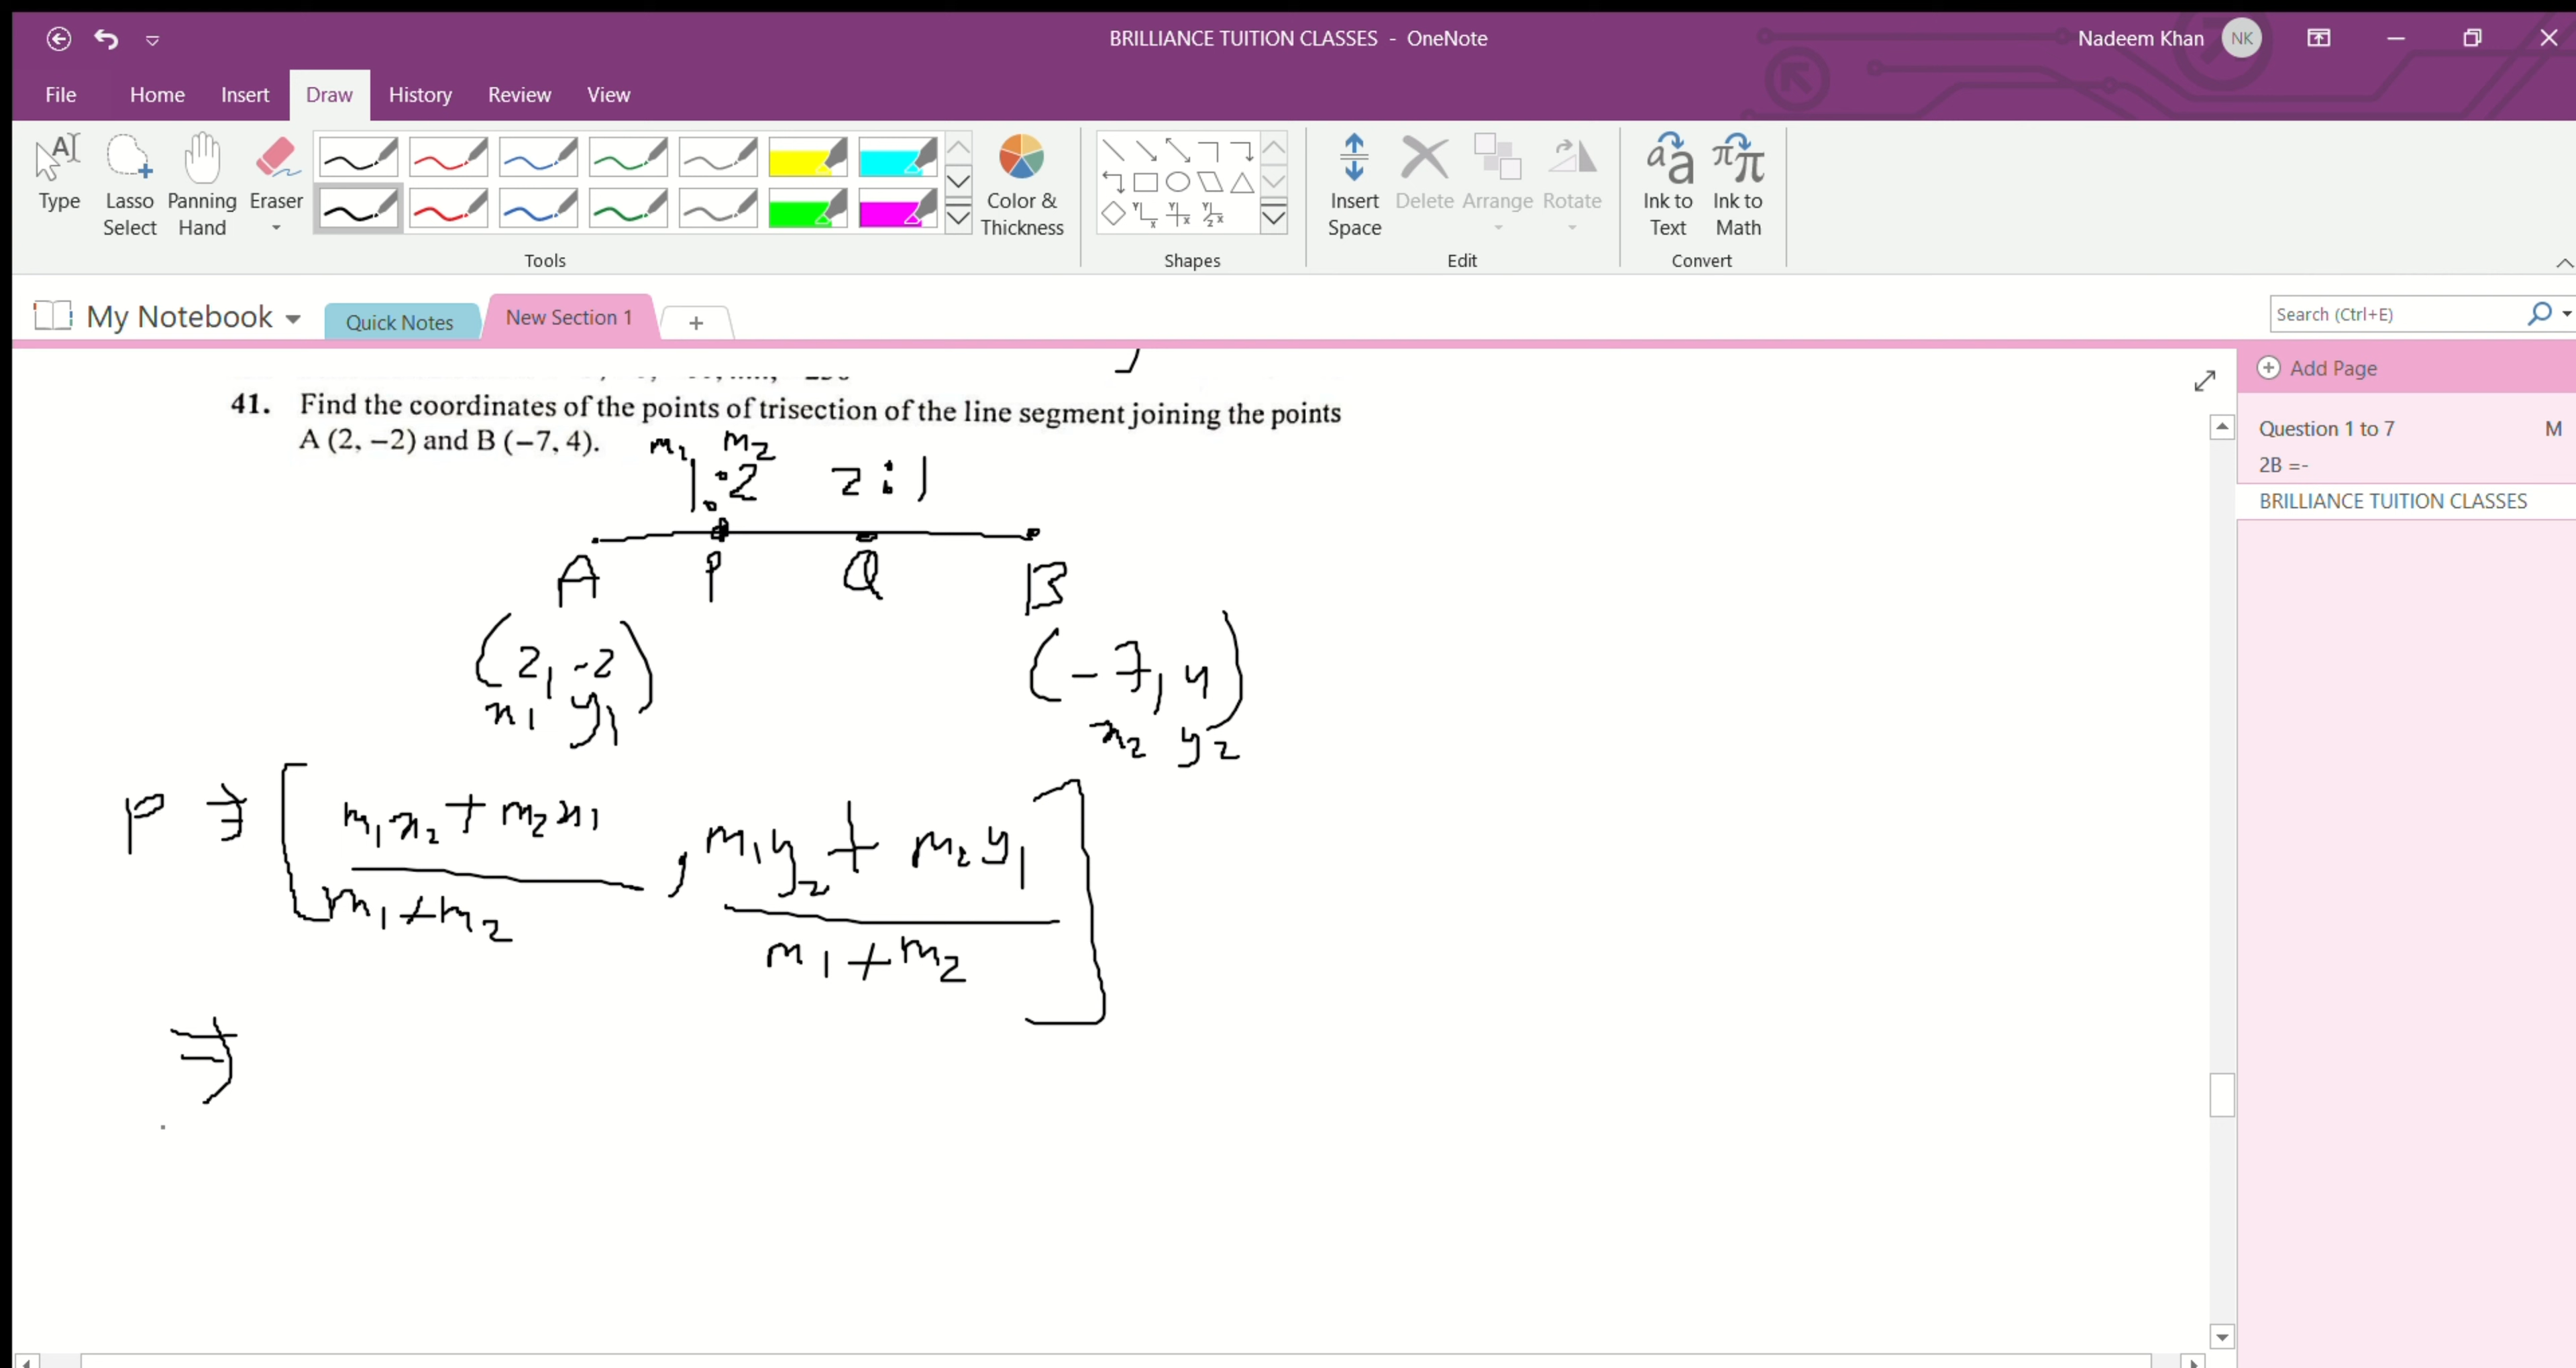 BRILLIANCE TUITION CLASSES - OneNote
Nadeem Khan NK
File Home Insert Draw History Review View
Type Lasso Select Panning Hand Eraser Color & Thickness Insert Space Delete Arrange Rotate Ink to Text Ink to Math
Tools Shapes Edit Convert
My Notebook Quick Notes New Section 1 +
Search (Ctrl+E)
Add Page
Question 1 to 7 M
2B =-
BRILLIANCE TUITION CLASSES
41. Find the coordinates of the points of trisection of the line segment joining the points
A (2, −2) and B (−7, 4).
m₁ m₂
1:2 2:1
A P Q B
(2, -2) (-7, 4)
x₁ y₁ x₂ y₂
P ⇒ [ m₁x₂ + m₂x₁ / m₁+m₂ , m₁y₂ + m₂y₁ / m₁+m₂ ]
⇒